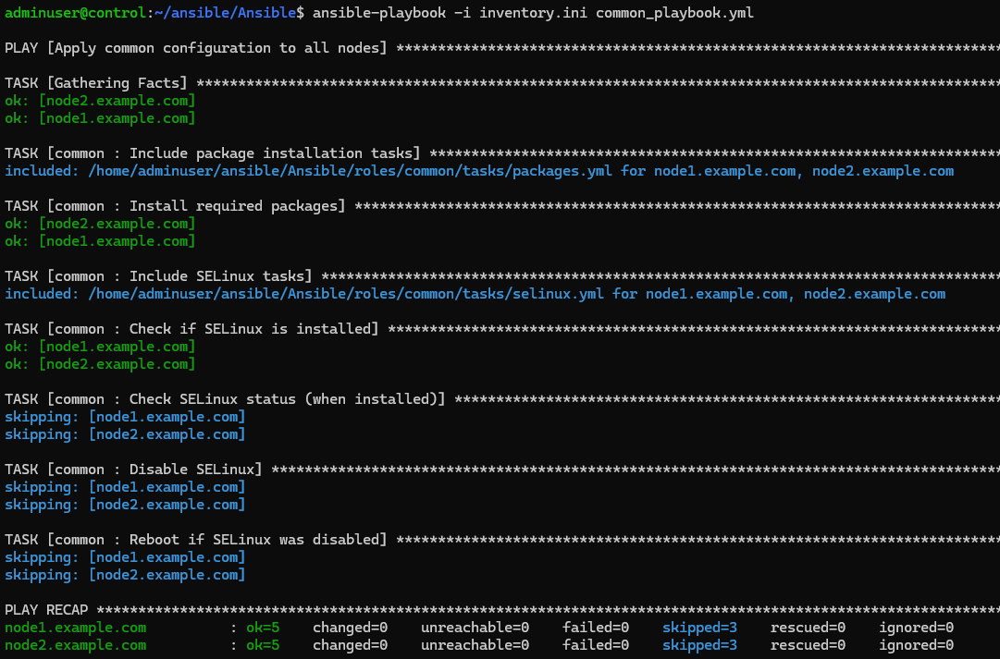 adminuser@control:~/ansible/Ansible$ ansible-playbook -i inventory.ini common_playbook.yml
PLAY [Apply common configuration to all nodes] *************************************************************************
TASK [Gathering Facts] *************************************************************************************************
ok: [node2.example.com]
ok: [node1.example.com]
TASK [common : Include package installation tasks] *********************************************************************
included: /home/adminuser/ansible/Ansible/roles/common/tasks/packages.yml for node1.example.com, node2.example.com
TASK [common : Install required packages] ******************************************************************************
ok: [node2.example.com]
ok: [node1.example.com]
TASK [common : Include SELinux tasks] **********************************************************************************
included: /home/adminuser/ansible/Ansible/roles/common/tasks/selinux.yml for node1.example.com, node2.example.com
TASK [common : Check if SELinux is installed] **************************************************************************
ok: [node1.example.com]
ok: [node2.example.com]
TASK [common : Check SELinux status (when installed)] ******************************************************************
skipping: [node1.example.com]
skipping: [node2.example.com]
TASK [common : Disable SELinux] ****************************************************************************************
skipping: [node1.example.com]
skipping: [node2.example.com]
TASK [common : Reboot if SELinux was disabled] *************************************************************************
skipping: [node1.example.com]
skipping: [node2.example.com]
PLAY RECAP *************************************************************************************************************
node1.example.com          : ok=5    changed=0    unreachable=0    failed=0    skipped=3    rescued=0    ignored=0
node2.example.com          : ok=5    changed=0    unreachable=0    failed=0    skipped=3    rescued=0    ignored=0